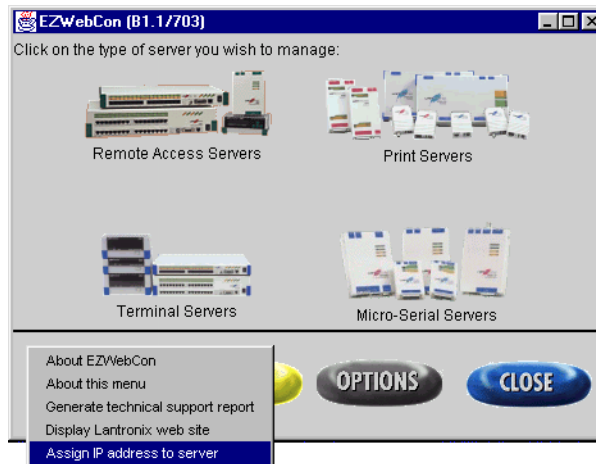 EZWebCon (B1.1/703)
Click on the type of server you wish to manage:
Remote Access Servers
Print Servers
Terminal Servers
Micro-Serial Servers
About EZWebCon
About this menu
Generate technical support report
Display Lantronix web site
Assign IP address to server
OPTIONS
CLOSE